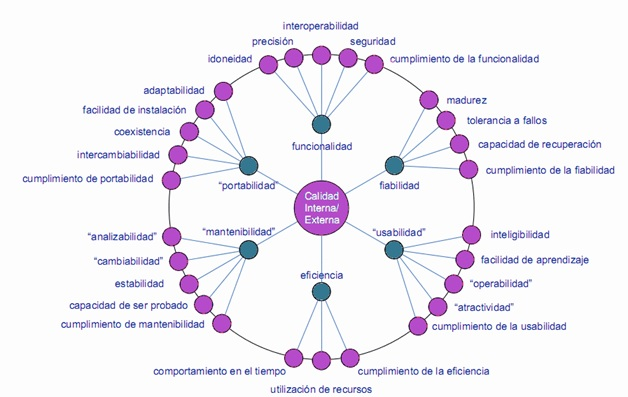 interoperabilidad
precisión
seguridad
idoneidad
cumplimiento de la funcionalidad
adaptabilidad
madurez
facilidad de instalación
tolerancia a fallos
coexistencia
funcionalidad
capacidad de recuperación
intercambiabilidad
cumplimiento de la fiabilidad
cumplimiento de portabilidad
“portabilidad”
fiabilidad
Calidad
Interna/
Externa
“analizabilidad”
“mantenibilidad”
“usabilidad”
inteligibilidad
“cambiabilidad”
facilidad de aprendizaje
eficiencia
estabilidad
“operabilidad”
capacidad de ser probado
“atractividad”
cumplimiento de mantenibilidad
cumplimiento de la usabilidad
comportamiento en el tiempo
cumplimiento de la eficiencia
utilización de recursos